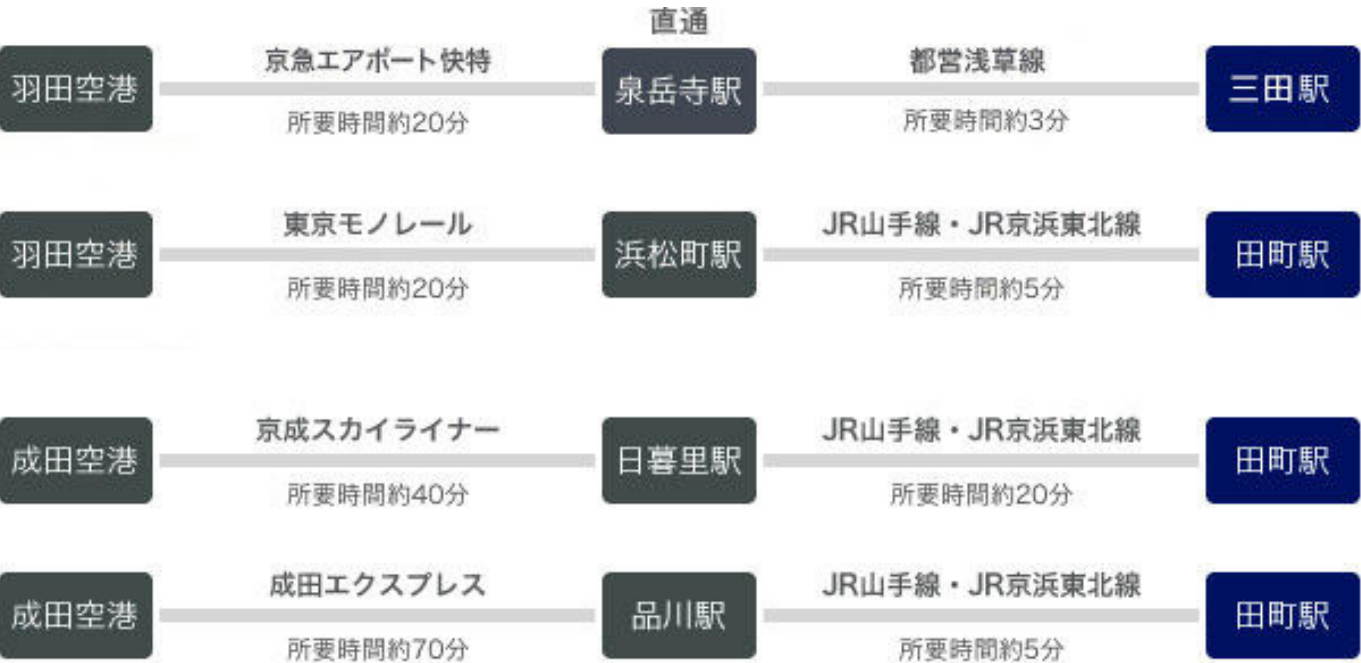 直通
羽田空港 京急エアポート快特 泉岳寺駅 都営浅草線 三田駅
所要時間約20分 所要時間約3分
羽田空港 東京モノレール 浜松町駅 JR山手線・JR京浜東北線 田町駅
所要時間約20分 所要時間約5分
成田空港 京成スカイライナー 日暮里駅 JR山手線・JR京浜東北線 田町駅
所要時間約40分 所要時間約20分
成田空港 成田エクスプレス 品川駅 JR山手線・JR京浜東北線 田町駅
所要時間約70分 所要時間約5分